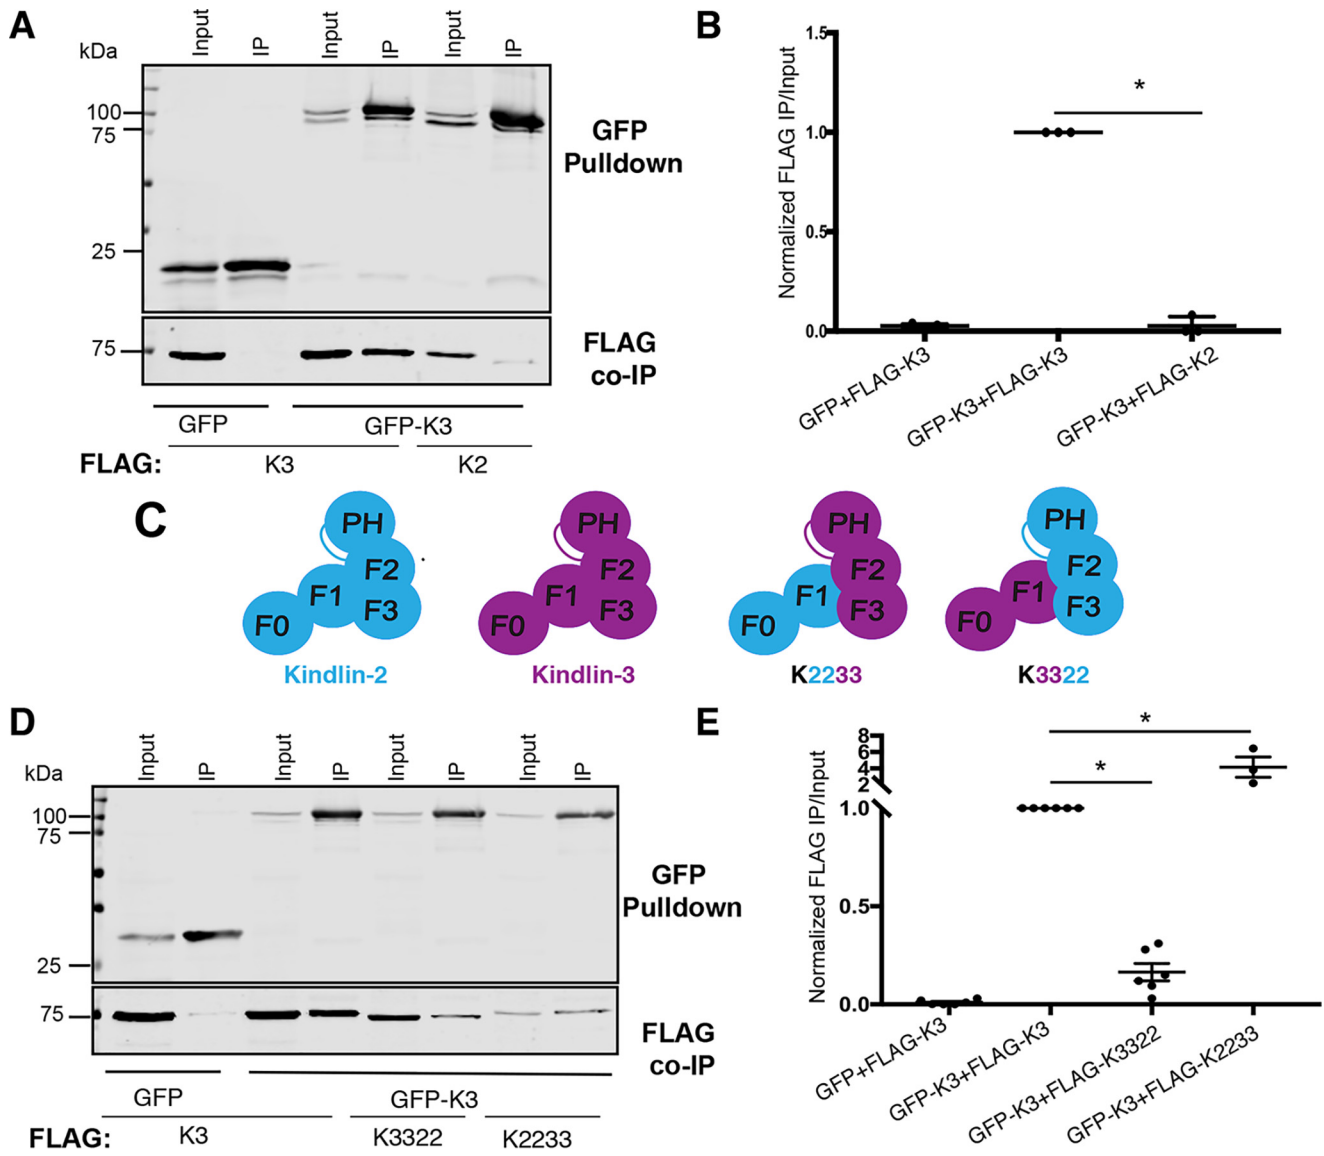 A
kDa
Input
IP
Input
IP
Input
IP
100
75
25
75
GFP
Pulldown
FLAG
co-IP
GFP
GFP-K3
FLAG:
K3
K2
B
Normalized FLAG IP/Input
1.5
1.0
0.5
0.0
*
GFP+FLAG-K3
GFP-K3+FLAG-K3
GFP-K3+FLAG-K2
C
PH
F2
F1
F3
F0
Kindlin-2
PH
F2
F1
F3
F0
Kindlin-3
PH
F2
F1
F3
F0
K2233
PH
F2
F1
F3
F0
K3322
D
kDa
Input
IP
Input
IP
Input
IP
Input
IP
100
75
25
75
GFP
Pulldown
FLAG
co-IP
GFP
GFP-K3
FLAG:
K3
K3322
K2233
E
Normalized FLAG IP/Input
8
6
4
2
1.0
0.5
0.0
*
*
GFP+FLAG-K3
GFP-K3+FLAG-K3
GFP-K3+FLAG-K3322
GFP-K3+FLAG-K2233